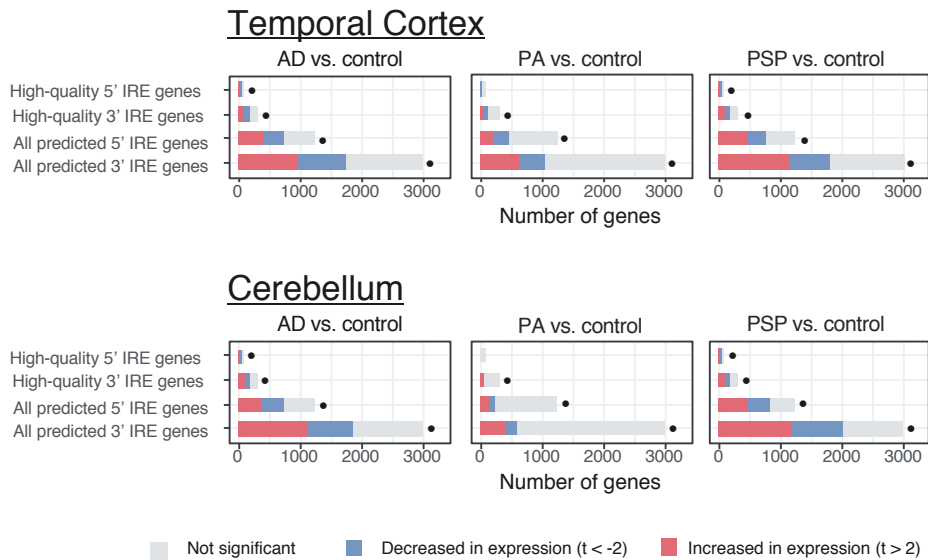 Temporal Cortex
AD vs. control
PA vs. control
PSP vs. control
High-quality 5' IRE genes
High-quality 3' IRE genes
All predicted 5' IRE genes
All predicted 3' IRE genes
0 1000 2000 3000
0 1000 2000 3000
0 1000 2000 3000
Number of genes
Cerebellum
AD vs. control
PA vs. control
PSP vs. control
High-quality 5' IRE genes
High-quality 3' IRE genes
All predicted 5' IRE genes
All predicted 3' IRE genes
0 1000 2000 3000
0 1000 2000 3000
0 1000 2000 3000
Number of genes
Not significant
Decreased in expression (t < -2)
Increased in expression (t > 2)